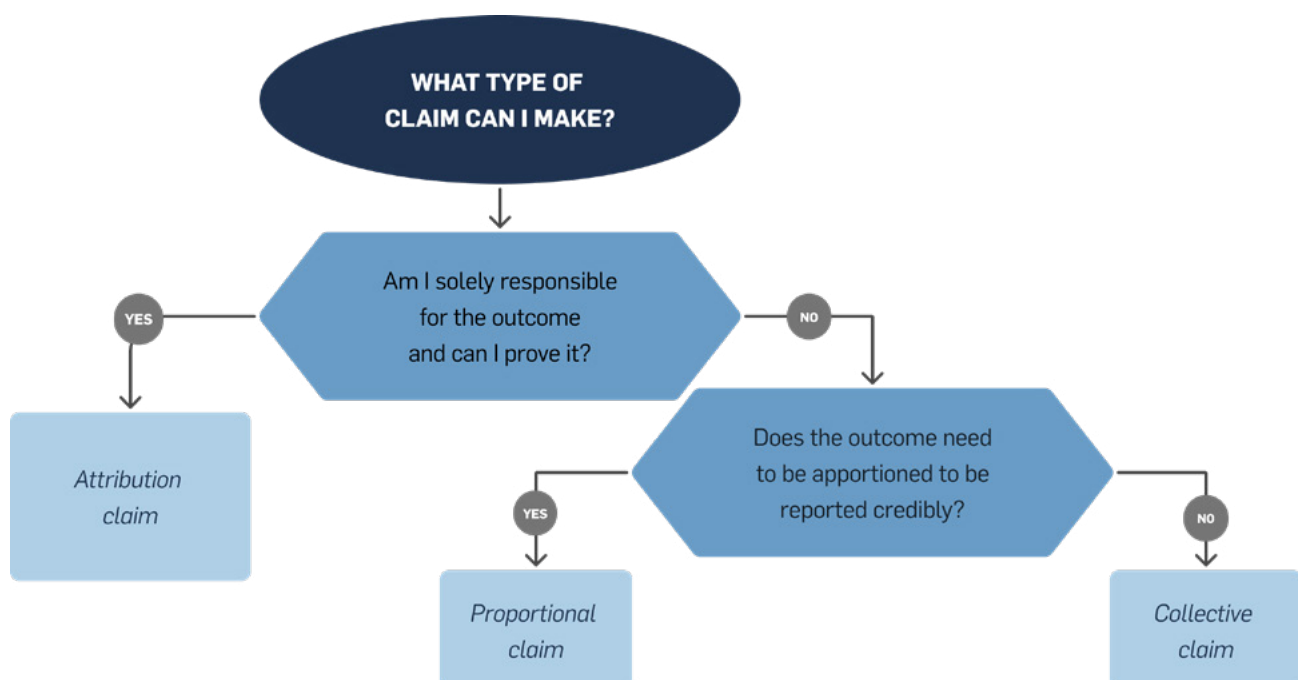 WHAT TYPE OF
CLAIM CAN I MAKE?
Am I solely responsible
for the outcome
and can I prove it?
YES
NO
Attribution
claim
Does the outcome need
to be apportioned to be
reported credibly?
YES
NO
Proportional
claim
Collective
claim